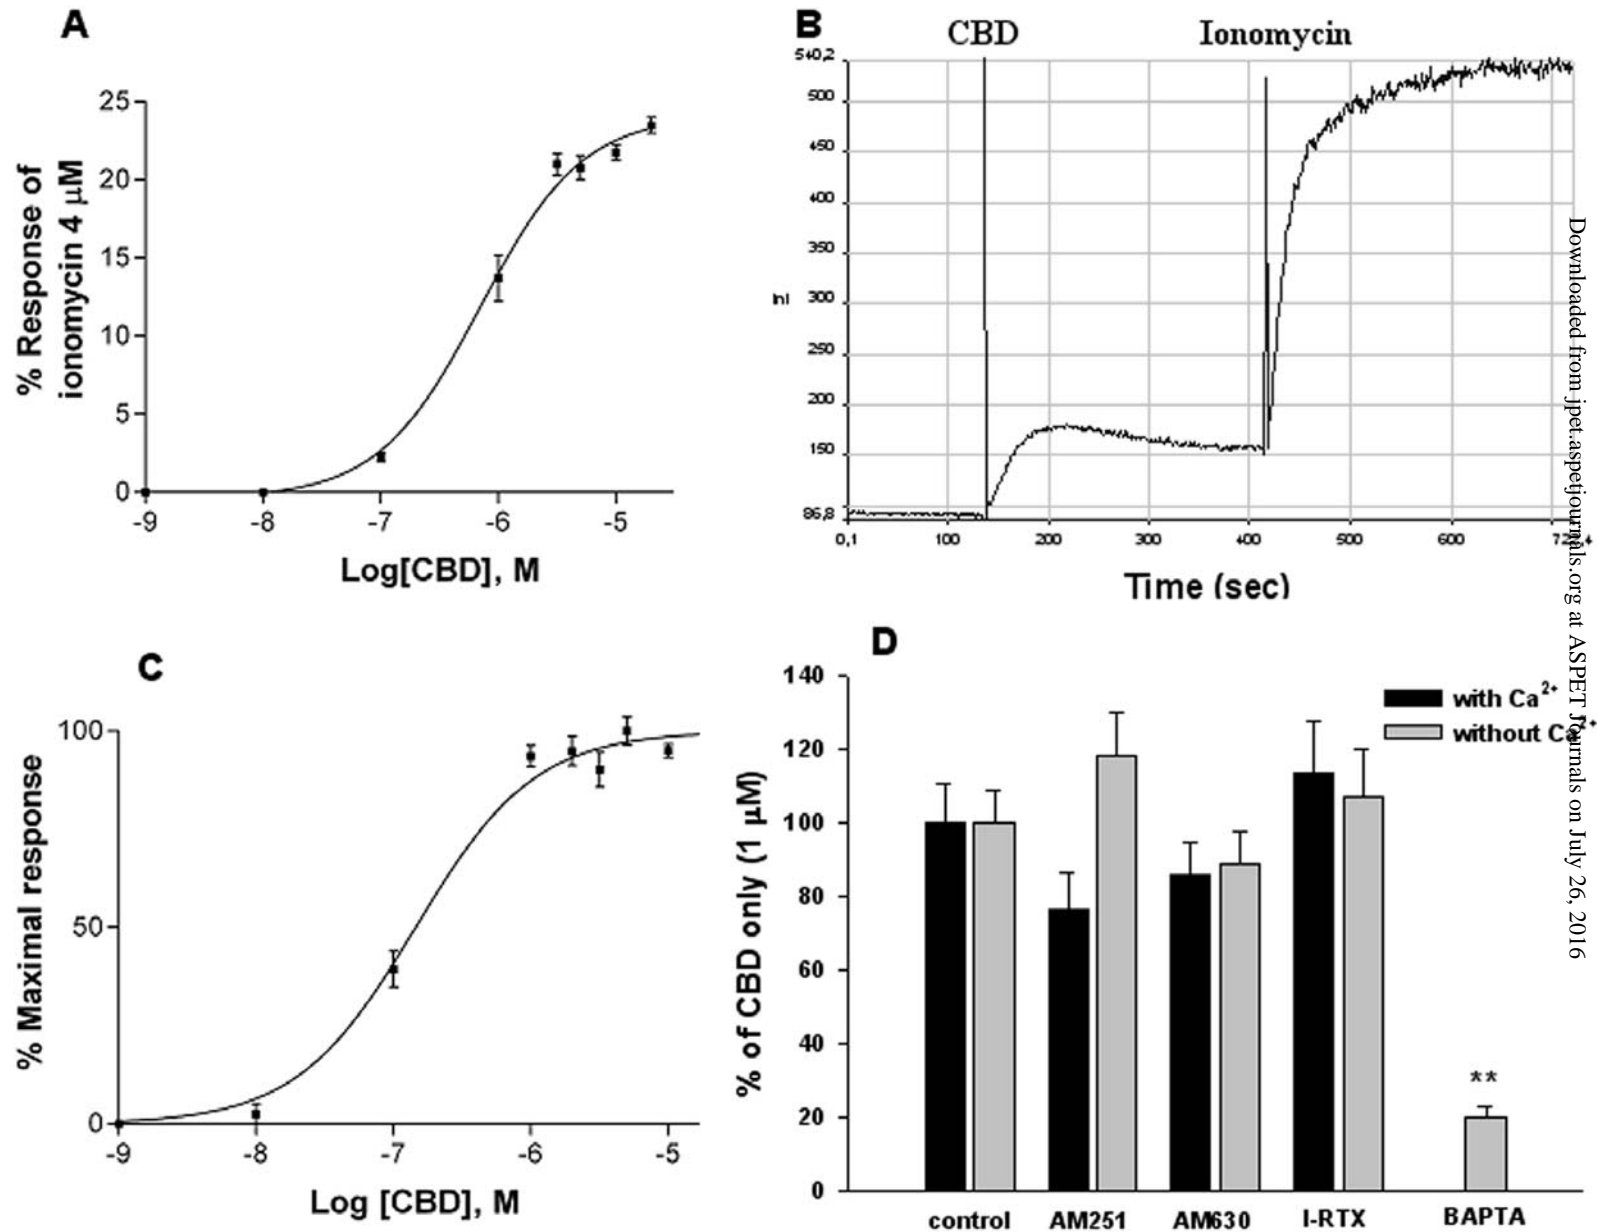 A
% Response of
ionomycin 4 µM
25
20
15
10
5
0
-9
-8
-7
-6
-5
Log[CBD], M
B
CBD
Ionomycin
540,2
500
450
400
350
300
250
200
150
86,8
0,1
100
200
300
400
500
600
Time (sec)
C
% Maximal response
100
50
0
-9
-8
-7
-6
-5
Log [CBD], M
D
% of CBD only (1 µM)
140
120
100
80
60
40
20
0
with Ca2+
without Ca2+
**
control
AM251
AM630
I-RTX
BAPTA
Downloaded from jpet.aspetjournals.org at ASPET Journals on July 26, 2016